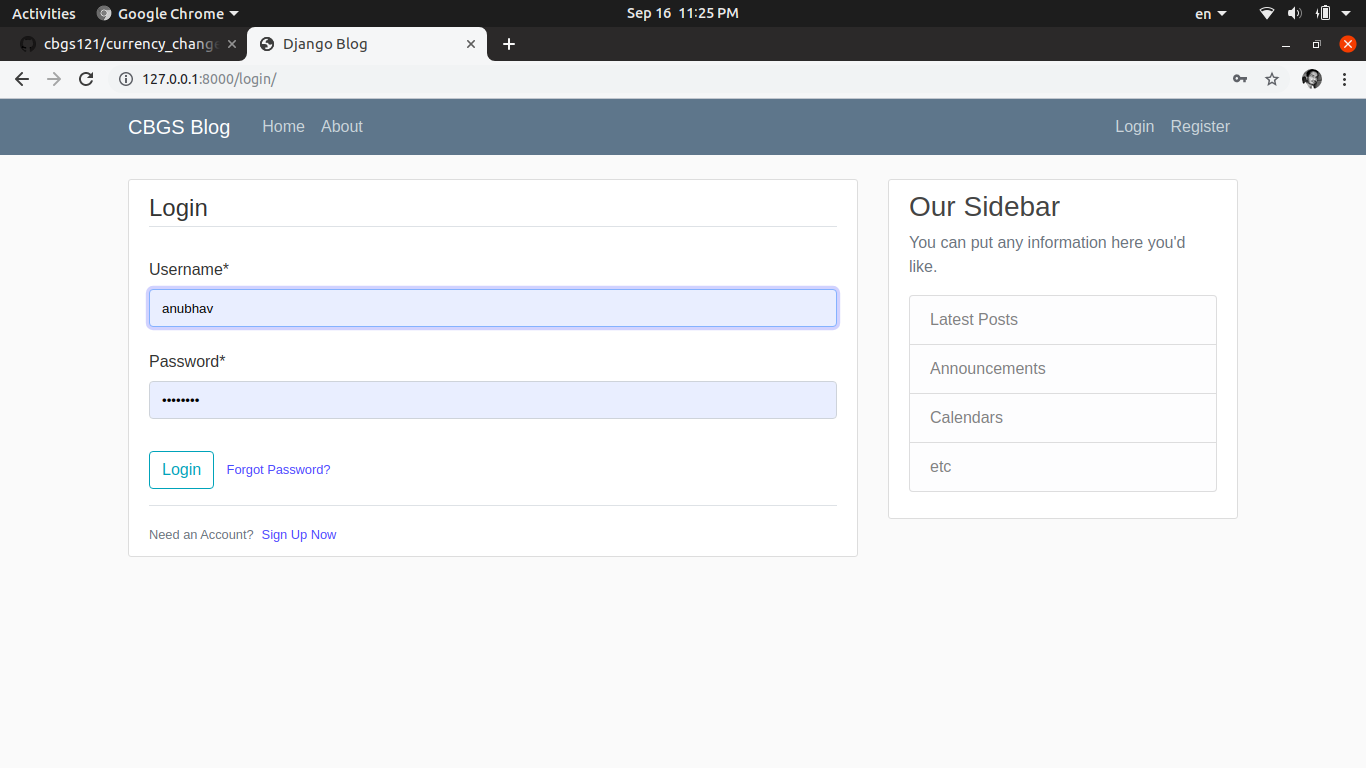 Activities Google Chrome Sep 16 11:25 PM en
cbgs121/currency_change Django Blog
127.0.0.1:8000/login/
CBGS Blog Home About Login Register
Login
Username*
anubhav
Password*
••••••••
Login Forgot Password?
Need an Account? Sign Up Now
Our Sidebar
You can put any information here you'd
like.
Latest Posts
Announcements
Calendars
etc